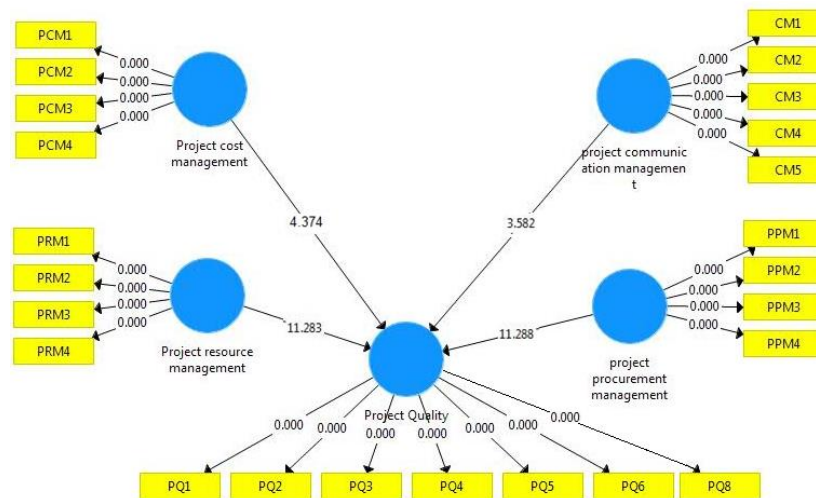 PCM1
PCM2
PCM3
PCM4
0.000
0.000
0.000
0.000
Project cost
management
CM1
CM2
CM3
CM4
CM5
0.000
0.000
0.000
0.000
0.000
project communic
ation managemen
t
4.374
3.582
PRM1
PRM2
PRM3
PRM4
0.000
0.000
0.000
0.000
Project resource
management
11.283
PPM1
PPM2
PPM3
PPM4
0.000
0.000
0.000
0.000
project
procurement
management
11.288
Project Quality
0.000
0.000
0.000
0.000
0.000
0.000
0.000
PQ1
PQ2
PQ3
PQ4
PQ5
PQ6
PQ8